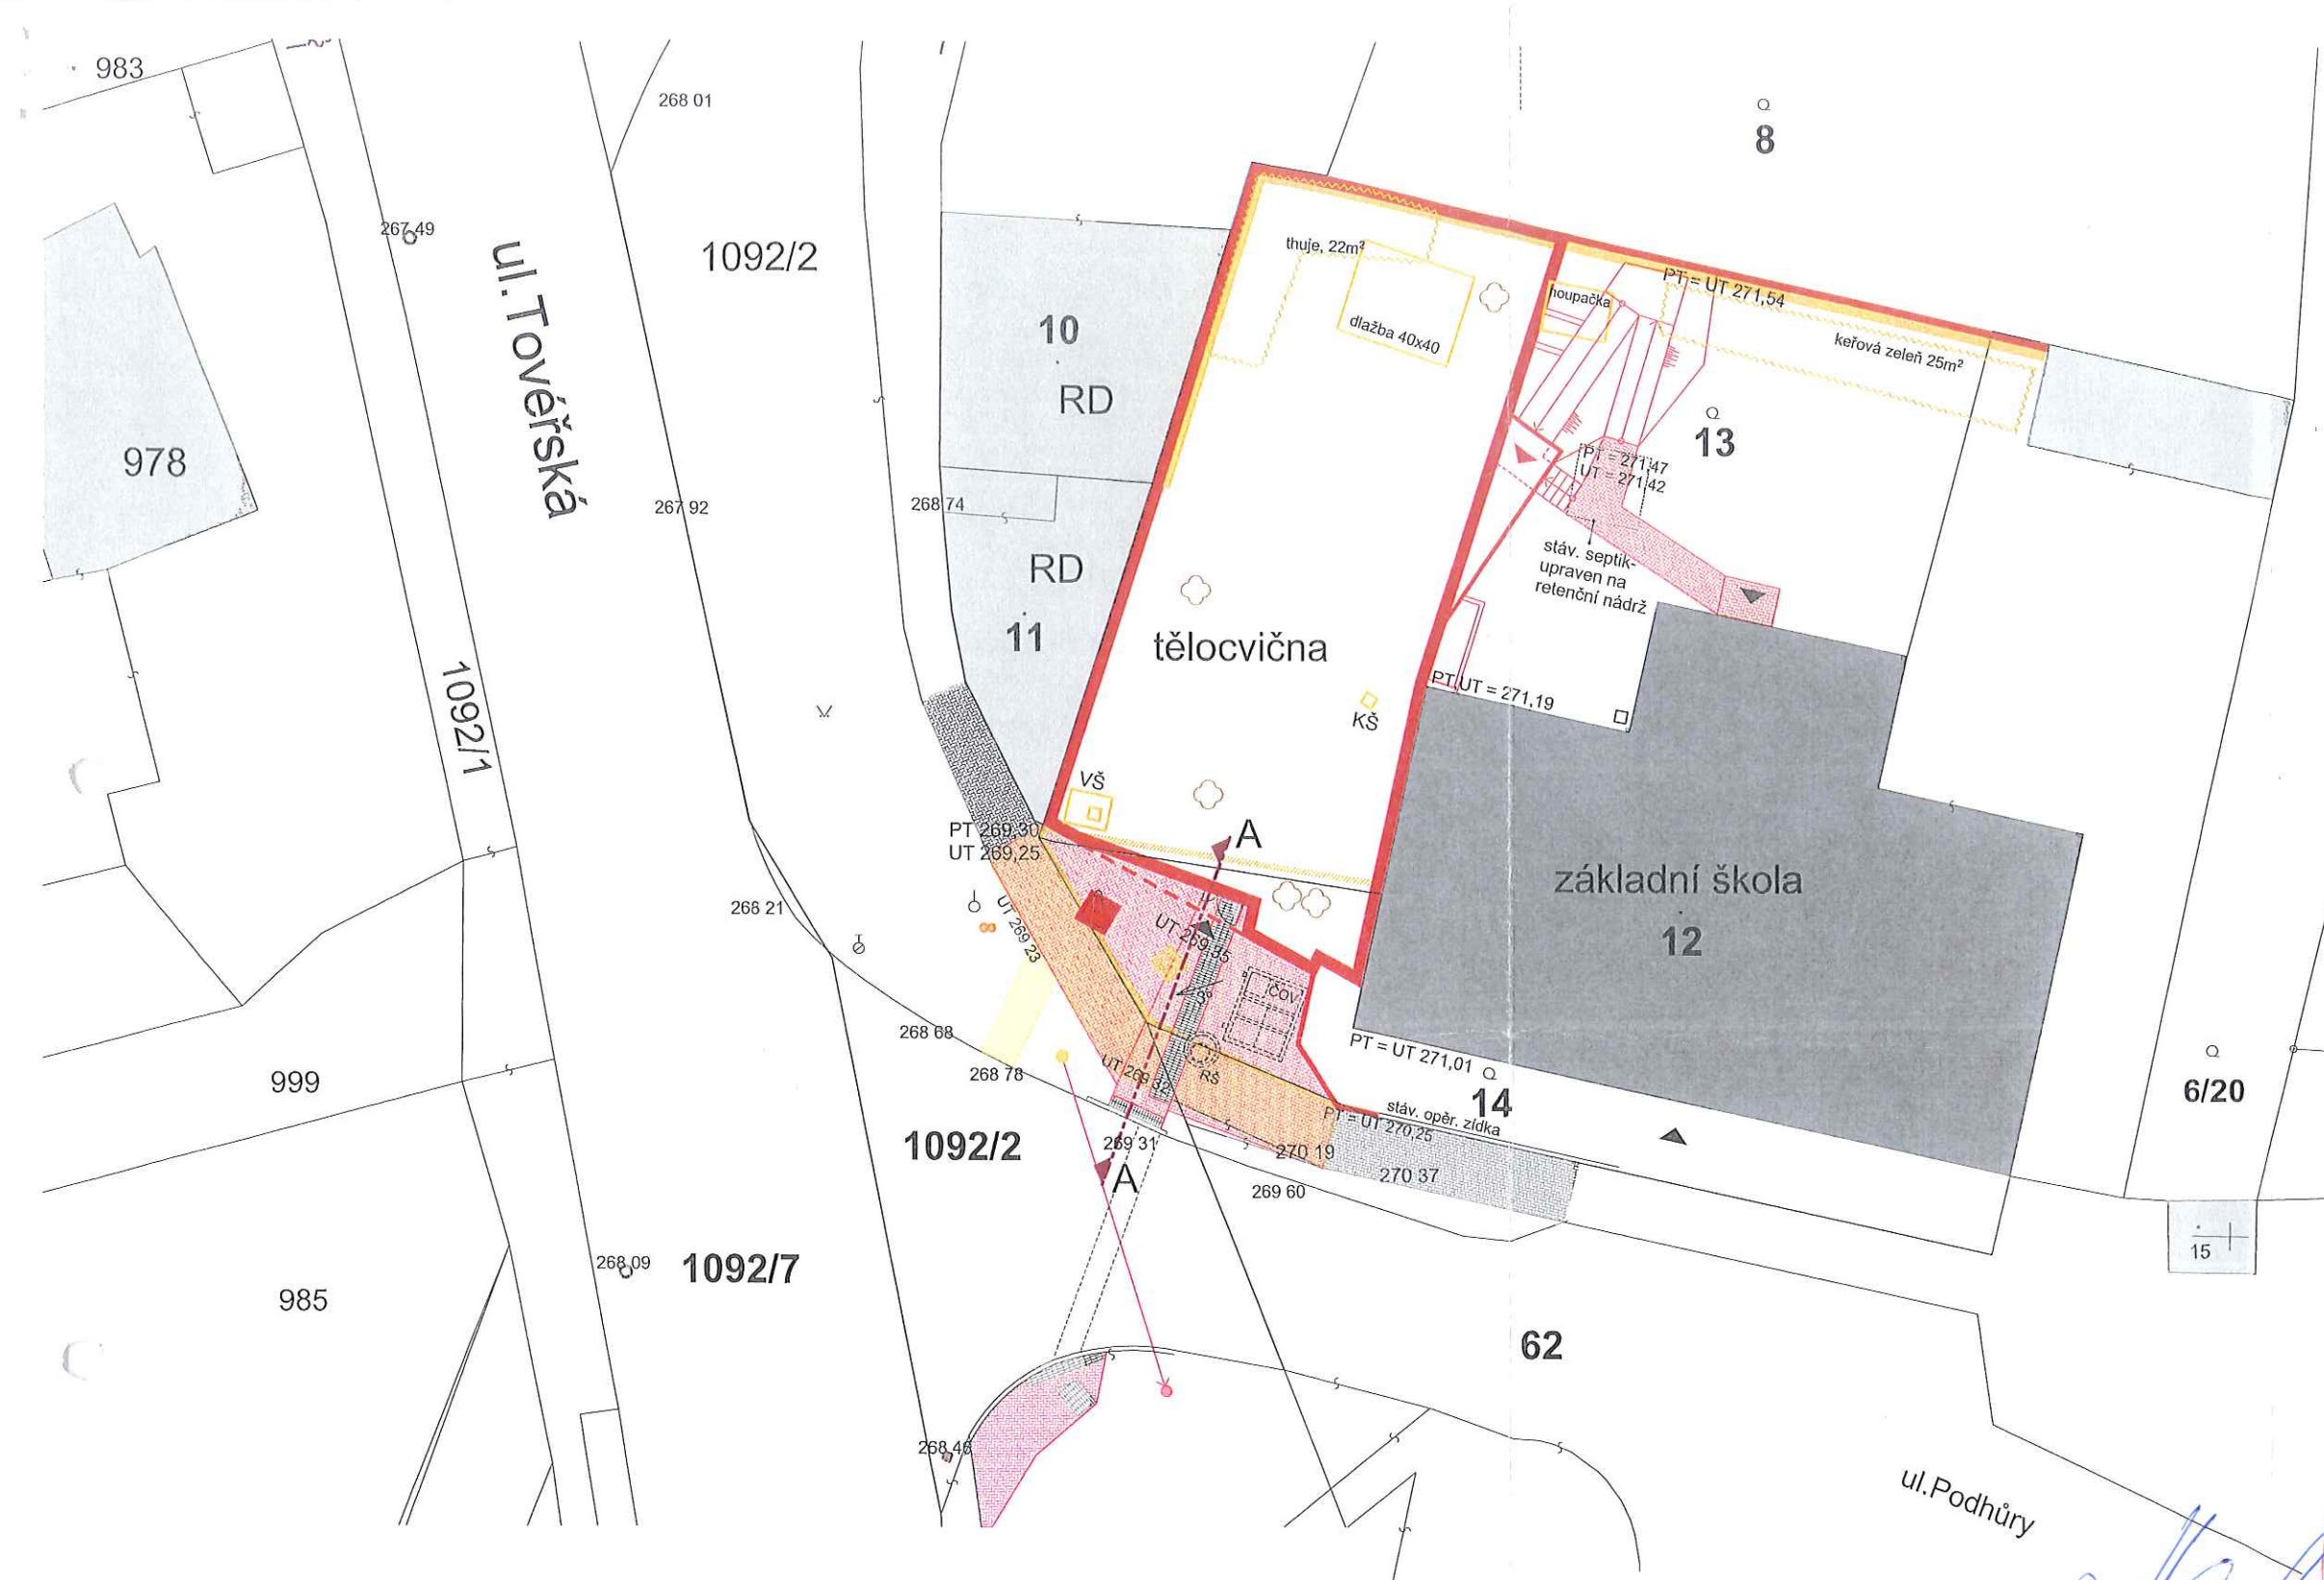 983
268 01
8
267,49
ul.Tovéřská
1092/2
thuje, 22m²
houpačka
PT = UT 271,54
dlažba 40x40
keřová zeleň 25m²
10
RD
13
978
PT = 271,47
UT = 271,42
267 92
268 74
stáv. septik-
upraven na
retenční nádrž
RD
11
tělocvična
1092/1
PT,UT = 271,19
KŠ
VŠ
PT 269,30
UT 269,25
A
základní škola
12
268 21
UT 269 23
UT 269,35
ČOV
3°
268 68
PT = UT 271,01
268 78
UT 269 32
RŠ
999
14
6/20
stáv. opěr. zídka
PT = UT 270,25
1092/2
269 31
270 19
270 37
A
269 60
15
268,09
1092/7
985
62
268,46
ul.Podhůry